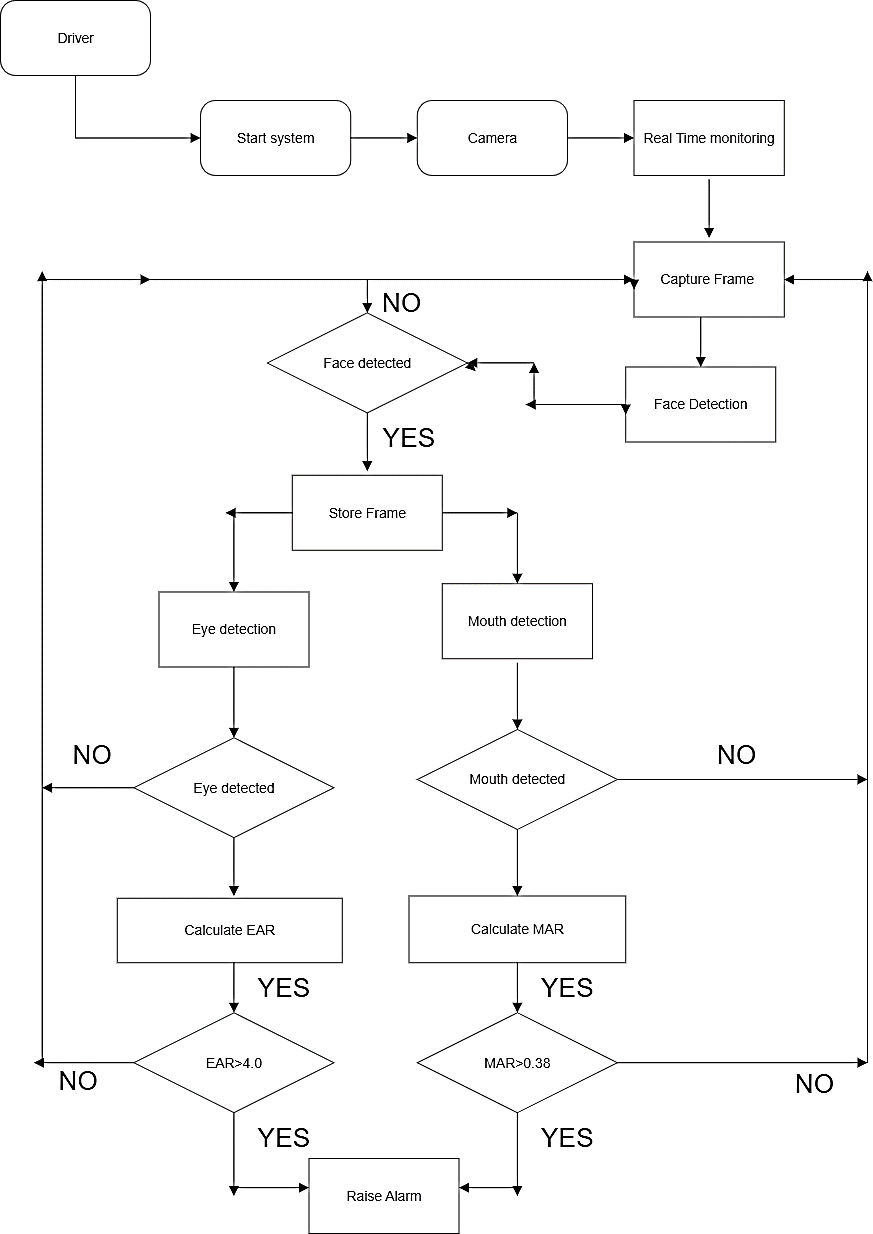 Driver
Start system
Camera
Real Time monitoring
Capture Frame
NO
Face detected
Face Detection
YES
Store Frame
Eye detection
Mouth detection
NO
NO
Eye detected
Mouth detected
Calculate EAR
Calculate MAR
YES
YES
EAR>4.0
MAR>0.38
NO
NO
YES
YES
Raise Alarm